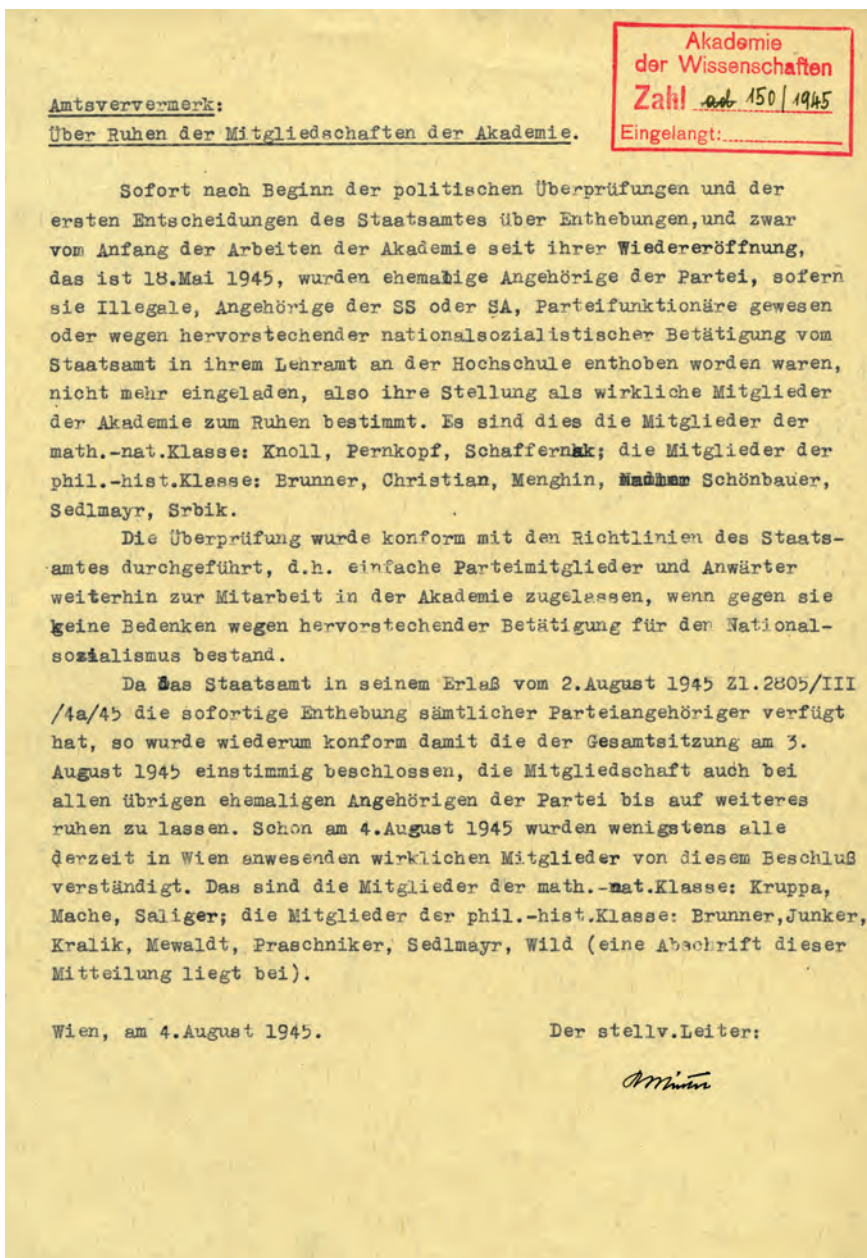 Akademie
der Wissenschaften
Zahl ad 150/1945
Eingelangt:
Amtsververmerk:
Über Ruhen der Mitgliedschaften der Akademie.
Sofort nach Beginn der politischen Überprüfungen und der
ersten Entscheidungen des Staatsamtes über Enthebungen,und zwar
vom Anfang der Arbeiten der Akademie seit ihrer Wiedereröffnung,
das ist 18.Mai 1945, wurden ehemalige Angehörige der Partei, sofern
sie Illegale, Angehörige der SS oder SA, Parteifunktionäre gewesen
oder wegen hervorstechender nationalsozialistischer Betätigung vom
Staatsamt in ihrem Lehramt an der Hochschule enthoben worden waren,
nicht mehr eingeladen, also ihre Stellung als wirkliche Mitglieder
der Akademie zum Ruhen bestimmt. Es sind dies die Mitglieder der
math.-nat.Klasse: Knoll, Pernkopf, Schaffernak; die Mitglieder der
phil.-hist.Klasse: Brunner, Christian, Menghin, Schönbauer,
Sedlmayr, Srbik.
Die Überprüfung wurde konform mit den Richtlinien des Staats-
amtes durchgeführt, d.h. einfache Parteimitglieder und Anwärter
weiterhin zur Mitarbeit in der Akademie zugelassen, wenn gegen sie
keine Bedenken wegen hervorstechender Betätigung für den National-
sozialismus bestand.
Da das Staatsamt in seinem Erlaß vom 2.August 1945 Zl.2805/III
/4a/45 die sofortige Enthebung sämtlicher Parteiangehöriger verfügt
hat, so wurde wiederum konform damit die der Gesamtsitzung am 3.
August 1945 einstimmig beschlossen, die Mitgliedschaft auch bei
allen übrigen ehemaligen Angehörigen der Partei bis auf weiteres
ruhen zu lassen. Schon am 4.August 1945 wurden wenigstens alle
derzeit in Wien anwesenden wirklichen Mitglieder von diesem Beschluß
verständigt. Das sind die Mitglieder der math.-nat.Klasse: Kruppa,
Mache, Saliger; die Mitglieder der phil.-hist.Klasse: Brunner,Junker,
Kralik, Mewaldt, Praschniker, Sedlmayr, Wild (eine Abschrift dieser
Mitteilung liegt bei).
Wien, am 4.August 1945.
Der stellv.Leiter: